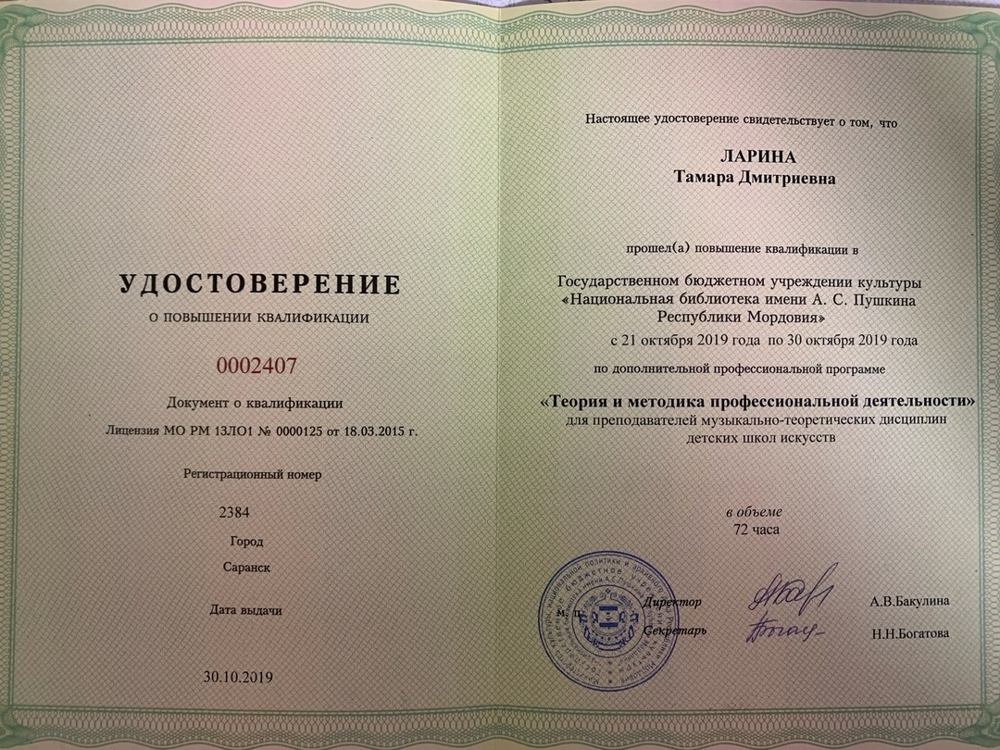 УДОСТОВЕРЕНИЕ
О ПОВЫШЕНИИ КВАЛИФИКАЦИИ
0002407
Документ о квалификации
Лицензия МО РМ 13ЛО1 № 0000125 от 18.03.2015 г.
Регистрационный номер
2384
Город
Саранск
Дата выдачи
30.10.2019
Настоящее удостоверение свидетельствует о том, что
ЛАРИНА
Тамара Дмитриевна
прошел(а) повышение квалификации в
Государственном бюджетном учреждении культуры
«Национальная библиотека имени А. С. Пушкина
Республики Мордовия»
с 21 октября 2019 года по 30 октября 2019 года
по дополнительной профессиональной программе
«Теория и методика профессиональной деятельности»
для преподавателей музыкально-теоретических дисциплин
детских школ искусств
в объеме
72 часа
Директор А.В.Бакулина
м. п.
Секретарь Н.Н.Богатова